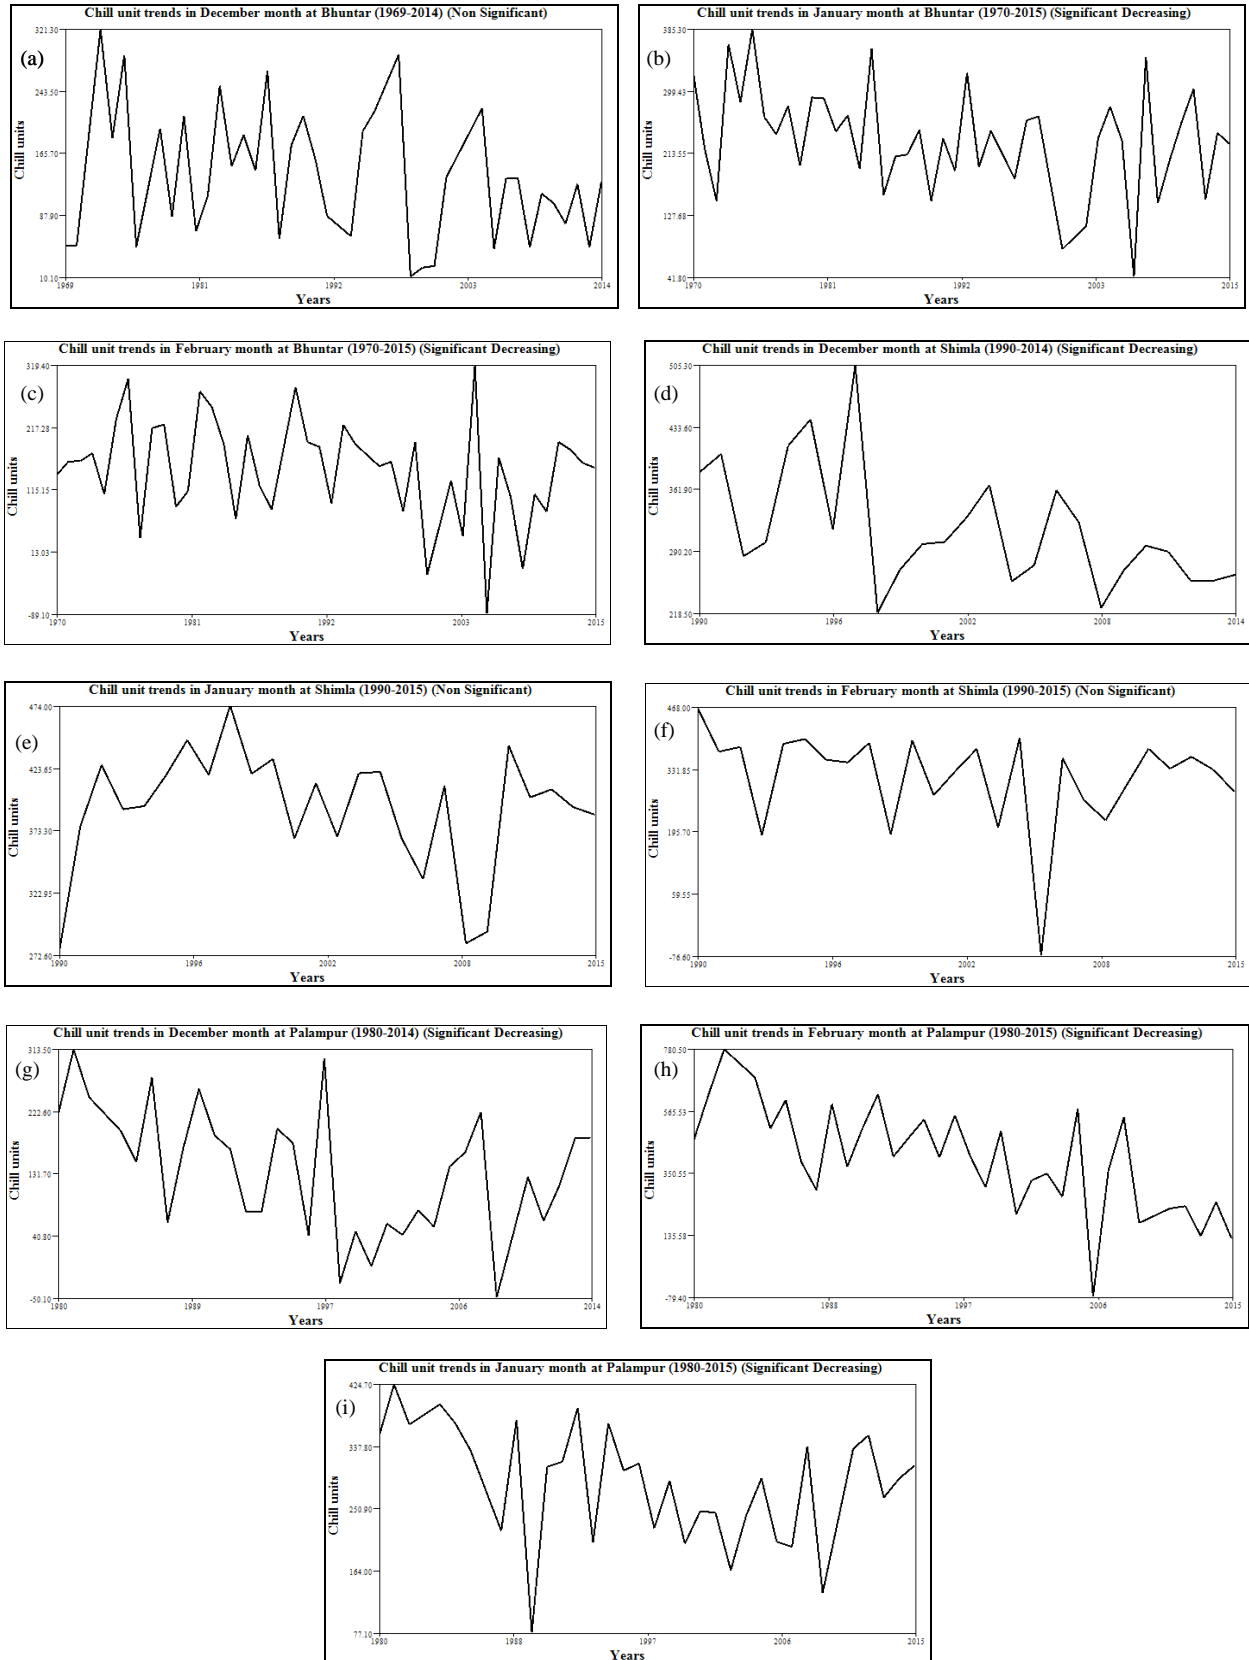 Chill unit trends in December month at Bhuntar (1969-2014) (Non Significant)
(a)
Chill units
321.30
243.50
165.70
87.90
10.10
1969 1981 1992 2003 2014
Years
Chill unit trends in January month at Bhuntar (1970-2015) (Significant Decreasing)
(b)
Chill units
385.30
299.43
213.55
127.68
41.80
1970 1981 1992 2003 2015
Years
Chill unit trends in February month at Bhuntar (1970-2015) (Significant Decreasing)
(c)
Chill units
319.40
217.28
115.15
13.03
-89.10
1970 1981 1992 2003 2015
Years
Chill unit trends in December month at Shimla (1990-2014) (Significant Decreasing)
(d)
Chill units
505.30
433.60
361.90
290.20
218.50
1990 1996 2002 2008 2014
Years
Chill unit trends in January month at Shimla (1990-2015) (Non Significant)
(e)
Chill units
474.00
423.65
373.30
322.95
272.60
1990 1996 2002 2008 2015
Years
Chill unit trends in February month at Shimla (1990-2015) (Non Significant)
(f)
Chill units
468.00
331.85
195.70
59.55
-76.60
1990 1996 2002 2008 2015
Years
Chill unit trends in December month at Palampur (1980-2014) (Significant Decreasing)
(g)
Chill units
313.50
222.60
131.70
40.80
-50.10
1980 1989 1997 2006 2014
Years
Chill unit trends in February month at Palampur (1980-2015) (Significant Decreasing)
(h)
Chill units
780.50
565.53
350.55
135.58
-79.40
1980 1988 1997 2006 2015
Years
Chill unit trends in January month at Palampur (1980-2015) (Significant Decreasing)
(i)
Chill units
424.70
337.80
250.90
164.00
77.10
1980 1988 1997 2006 2015
Years